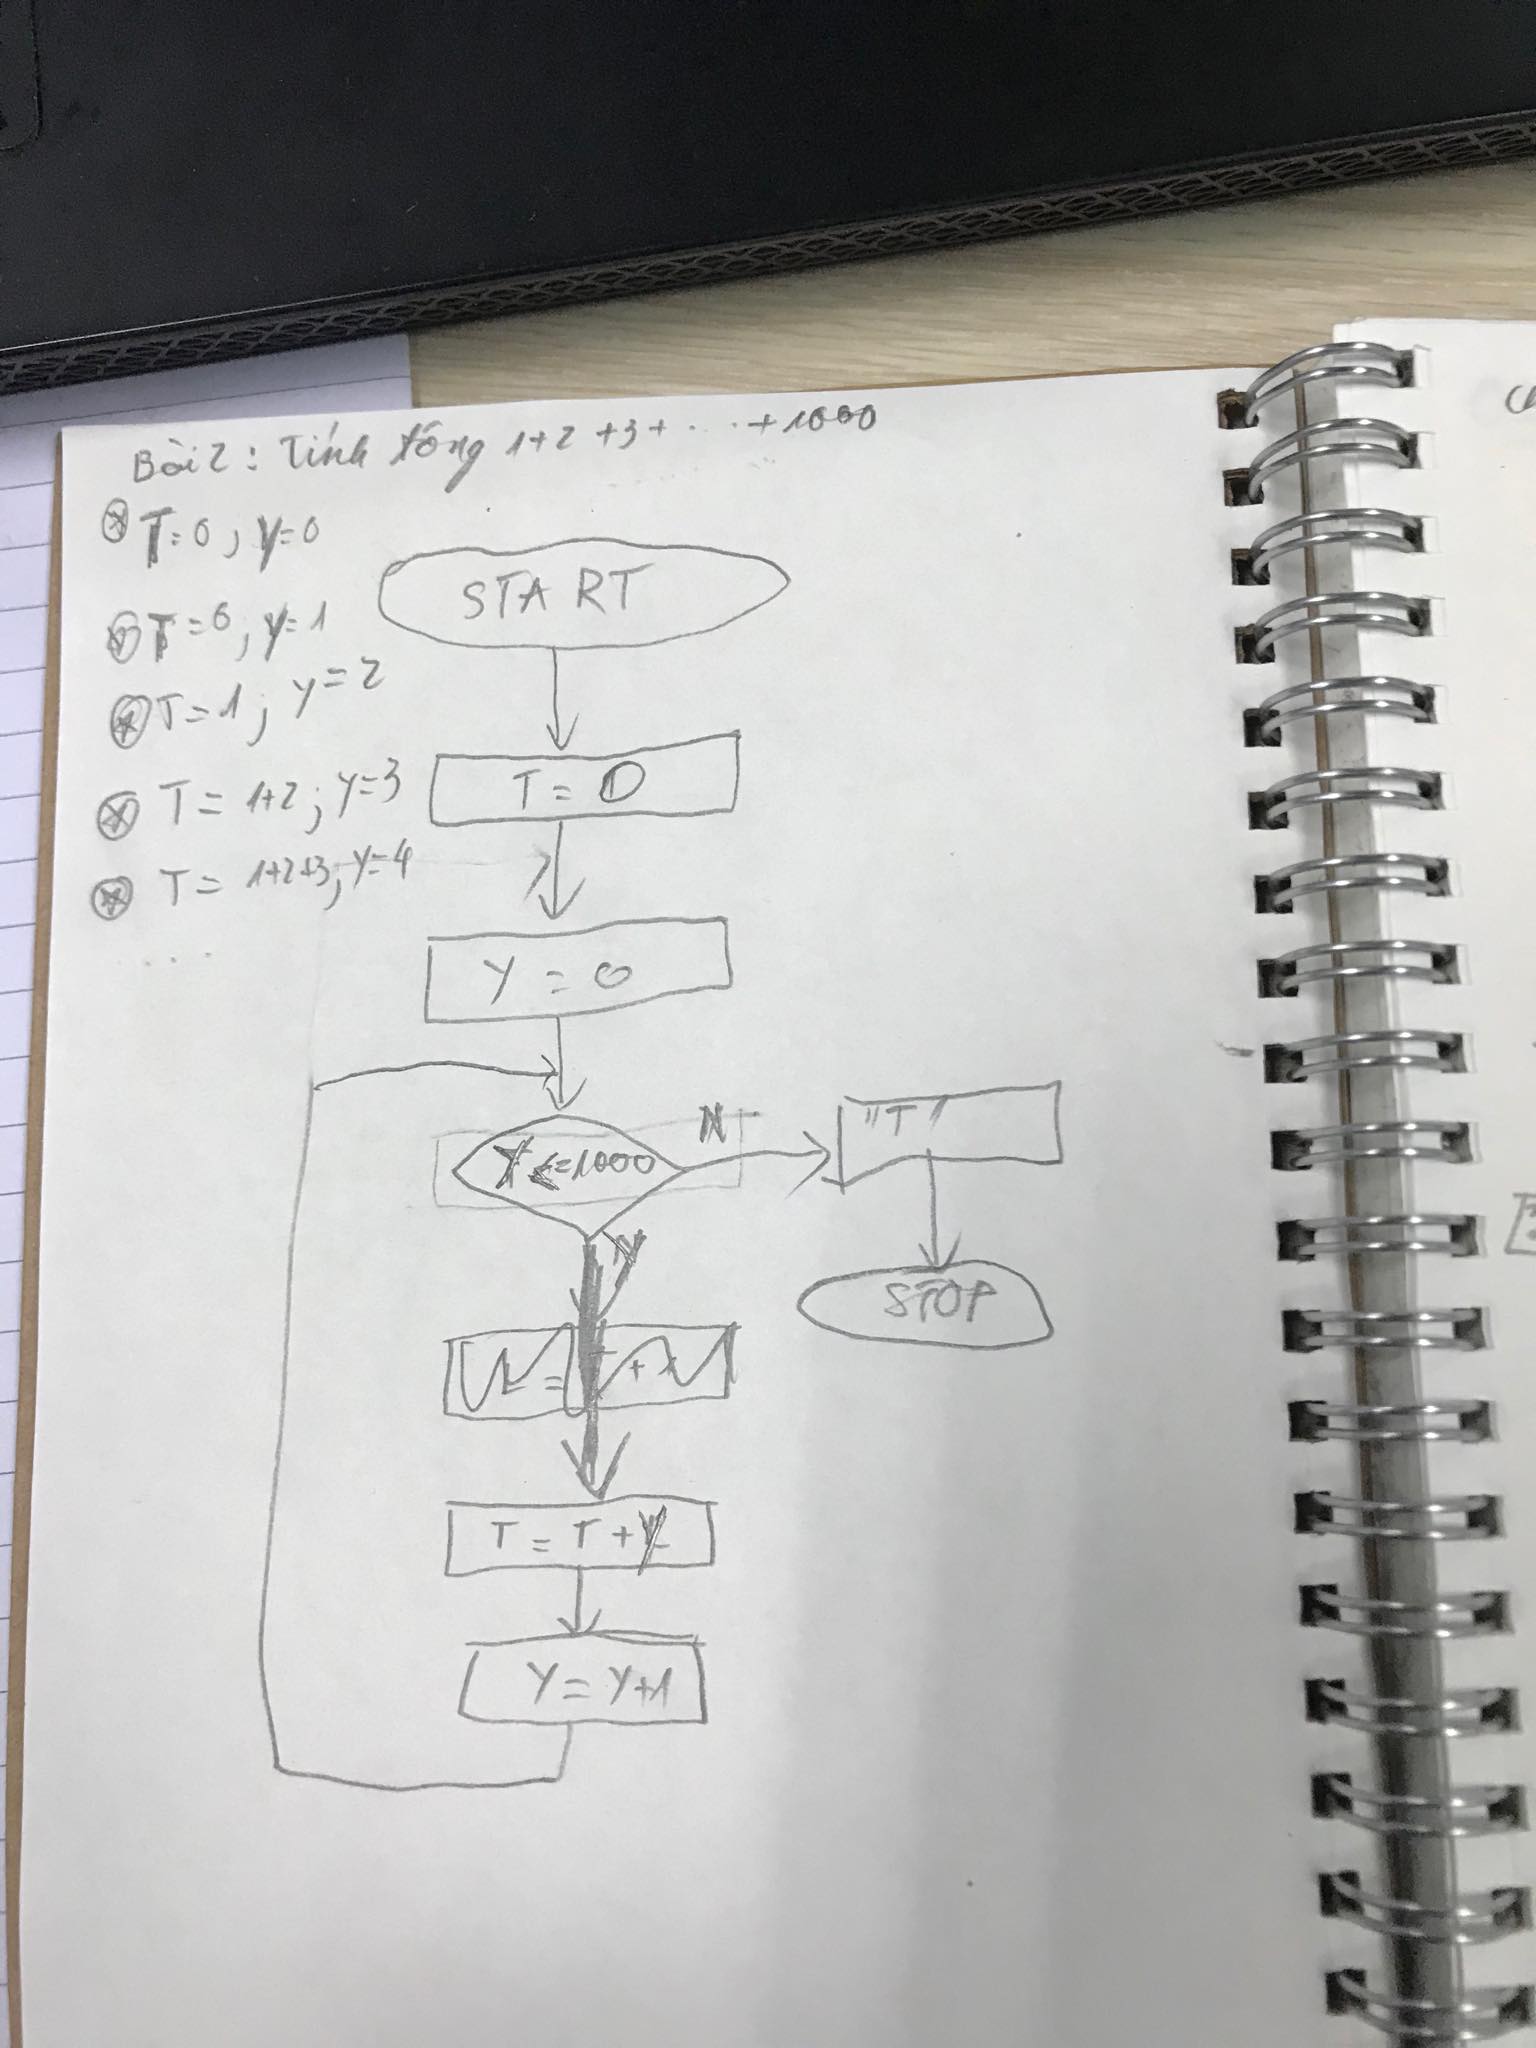 Bài 2: Tính tổng 1+2+3+...+1000
T=0; y=0
T=0; y=1
T=1; y=2
T=1+2; y=3
T=1+2+3; y=4
....
START
T=0
Y=0
Y<=1000
N
"T"
STOP
Y
T=T+Y
Y=Y+1